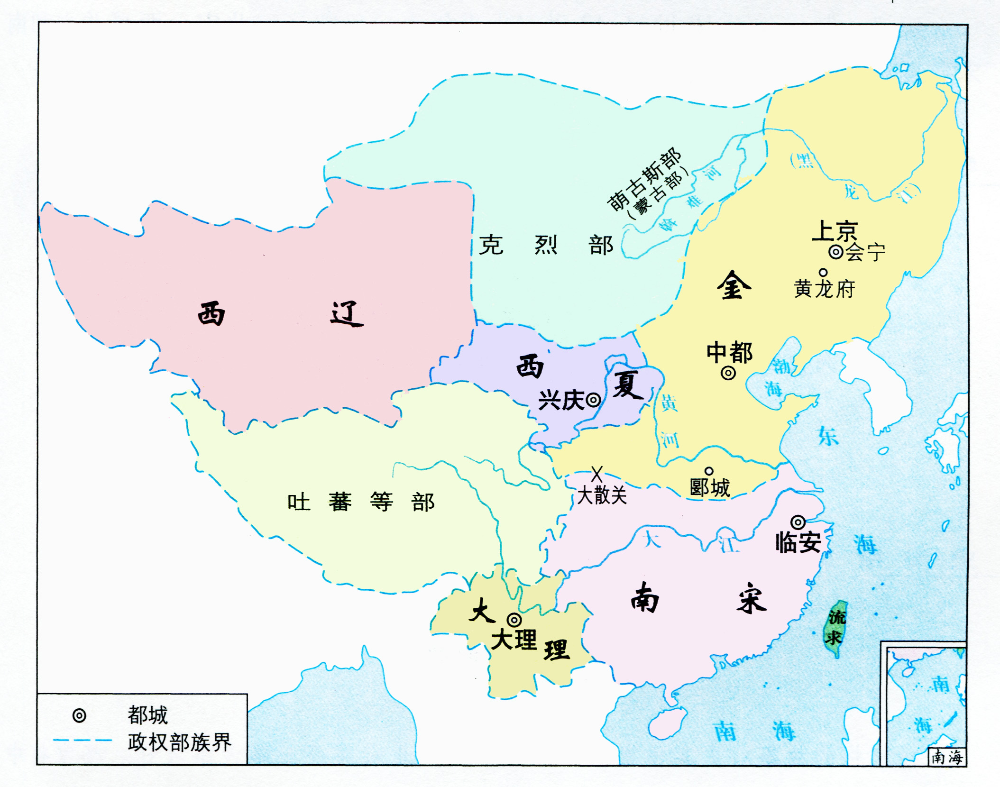 萌古斯部
（蒙古部）
斡难河
（黑龙江）
克烈部
上京
会宁
黄龙府
金
西辽
中都
渤海
西夏
兴庆
黄河
东海
郾城
大散关
吐蕃等部
临安
大江
南宋
大理
大理
流求
南海
南海
南海
都城
政权部族界